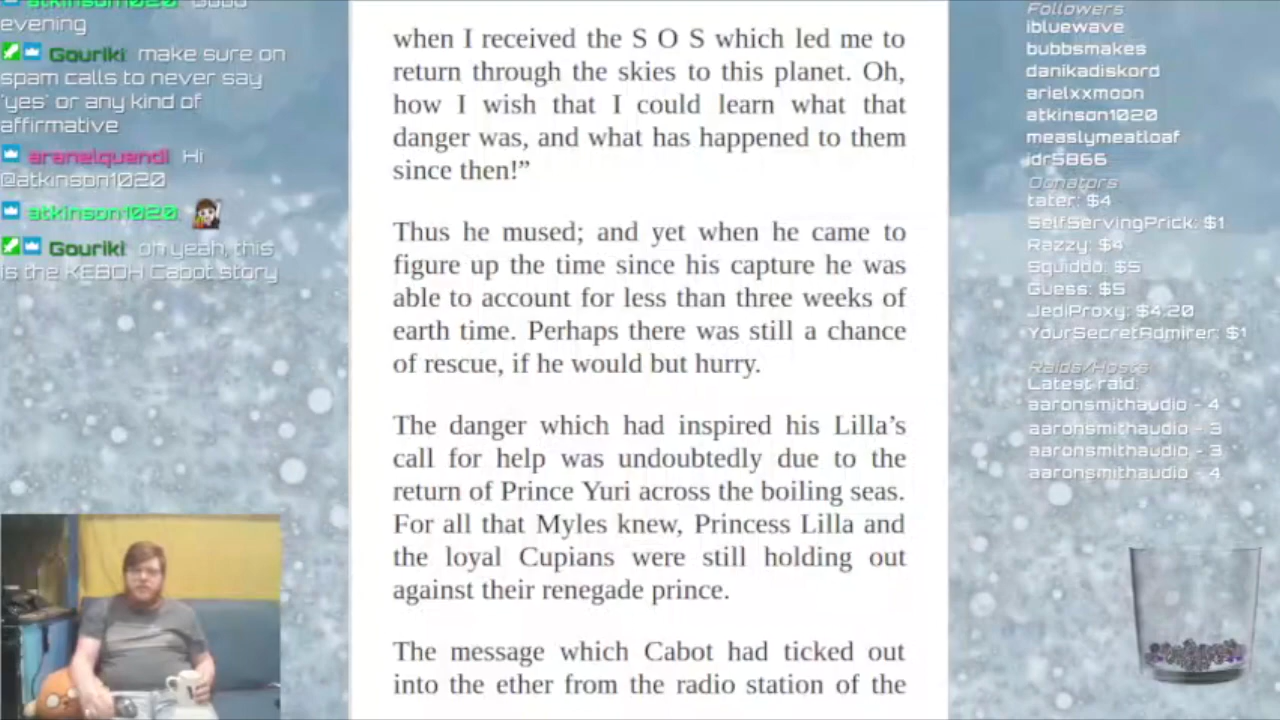 atkinson1020: Good
evening
Gouriki: make sure on
spam calls to never say
'yes' or any kind of
affirmative
aranelquendi: Hi
@atkinson1020
atkinson1020:
Gouriki: oh yeah, this
is the KEBOH Cabot story
when I received the S O S which led me to
return through the skies to this planet. Oh,
how I wish that I could learn what that
danger was, and what has happened to them
since then!”
Thus he mused; and yet when he came to
figure up the time since his capture he was
able to account for less than three weeks of
earth time. Perhaps there was still a chance
of rescue, if he would but hurry.
The danger which had inspired his Lilla’s
call for help was undoubtedly due to the
return of Prince Yuri across the boiling seas.
For all that Myles knew, Princess Lilla and
the loyal Cupians were still holding out
against their renegade prince.
The message which Cabot had ticked out
into the ether from the radio station of the
Followers
ibluewave
bubbsmakes
danikadiskord
arielxxmoon
atkinson1020
measlymeatloaf
idr5866
Donators
tater: $4
SelfServingPrick: $1
Razzy: $4
Squiddo: $5
Guess: $5
JediProxy: $4.20
YourSecretAdmirer: $1
Raids/Hosts
Latest raid:
aaronsmithaudio - 4
aaronsmithaudio - 3
aaronsmithaudio - 3
aaronsmithaudio - 4